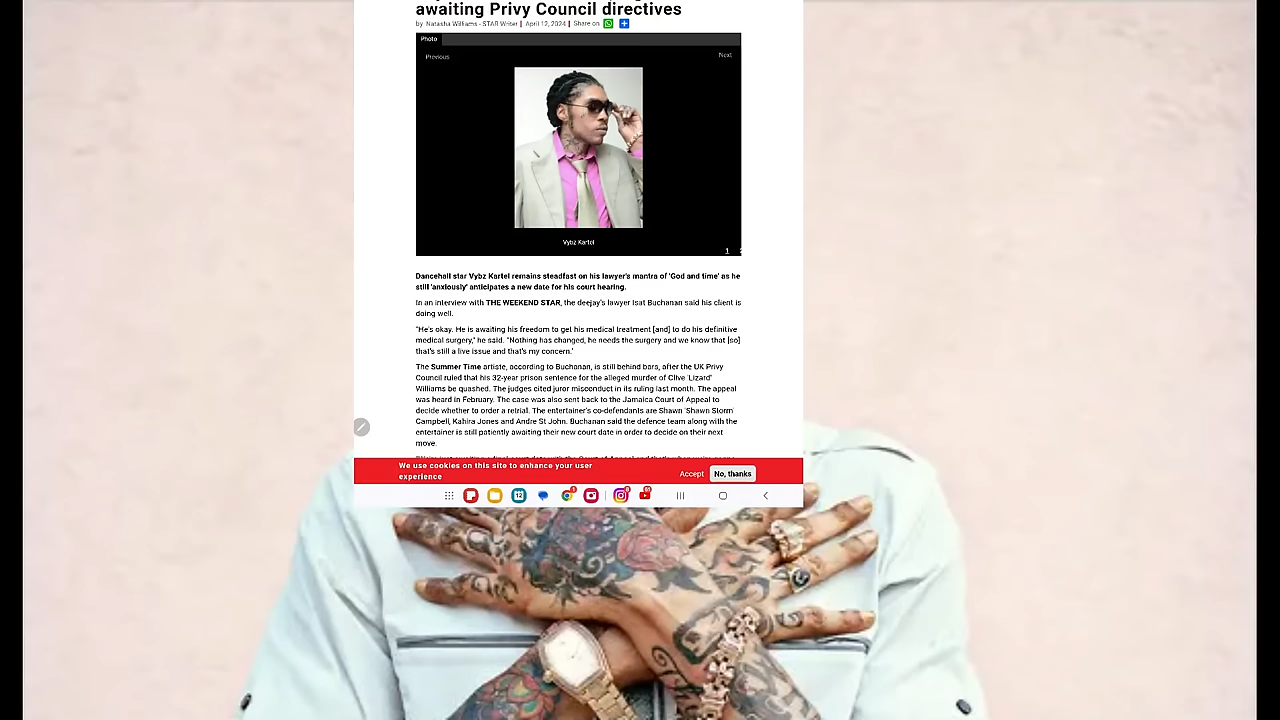 awaiting Privy Council directives
by Natasha Williams - STAR Writer | April 12, 2024 | Share on
Photo
Previous
Next
Vybz Kartel
1
Dancehall star Vybz Kartel remains steadfast on his lawyer's mantra of 'God and time' as he
still 'anxiously' anticipates a new date for his court hearing.
In an interview with THE WEEKEND STAR, the deejay's lawyer Isat Buchanan said his client is
doing well.
"He's okay. He is awaiting his freedom to get his medical treatment [and] to do his definitive
medical surgery," he said. "Nothing has changed, he needs the surgery and we know that [so]
that's still a live issue and that's my concern."
The Summer Time artiste, according to Buchanan, is still behind bars, after the UK Privy
Council ruled that his 32-year prison sentence for the alleged murder of Clive 'Lizard'
Williams be quashed. The judges cited juror misconduct in its ruling last month. The appeal
was heard in February. The case was also sent back to the Jamaica Court of Appeal to
decide whether to order a retrial. The entertainer's co-defendants are Shawn 'Shawn Storm'
Campbell, Kahira Jones and Andre St John. Buchanan said the defence team along with the
entertainer is still patiently awaiting their new court date in order to decide on their next
move.
We use cookies on this site to enhance your user
experience
Accept
No, thanks